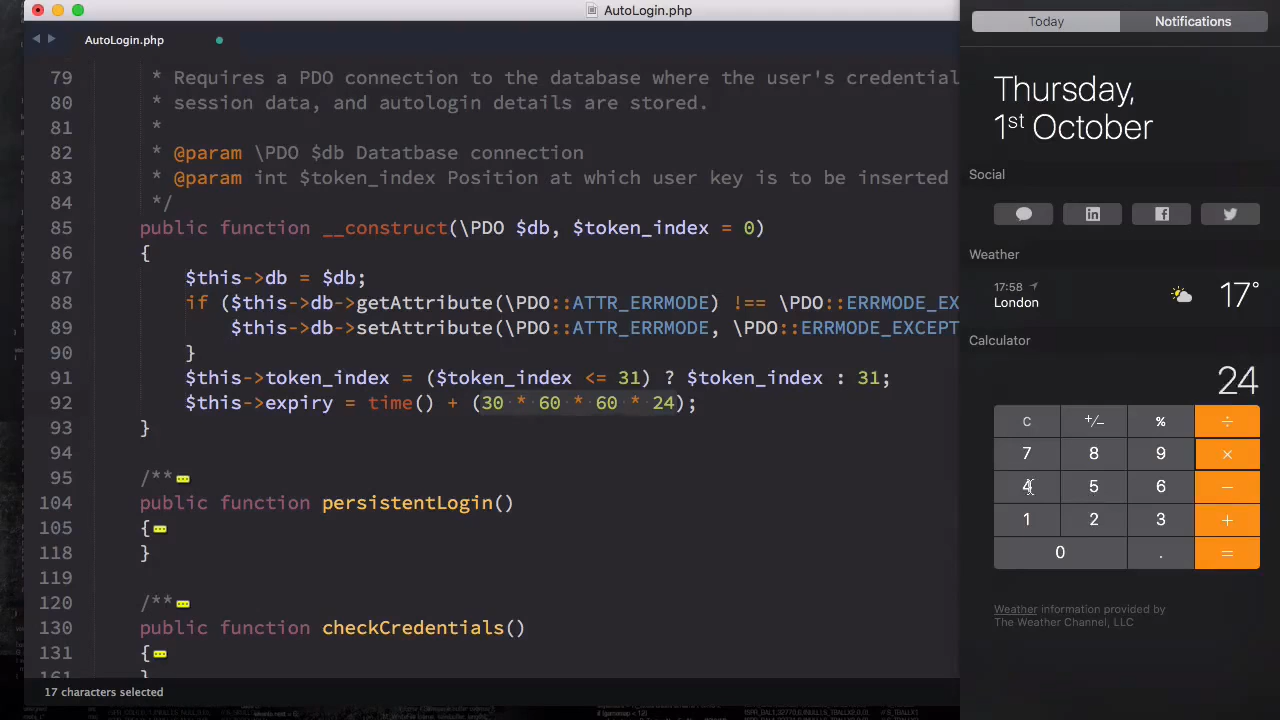 AutoLogin.php
AutoLogin.php
79 * Requires a PDO connection to the database where the user's credential
80 * session data, and autologin details are stored.
81 *
82 * @param \PDO $db Datatbase connection
83 * @param int $token_index Position at which user key is to be inserted
84 */
85 public function __construct(\PDO $db, $token_index = 0)
86 {
87 $this->db = $db;
88 if ($this->db->getAttribute(\PDO::ATTR_ERRMODE) !== \PDO::ERRMODE_EX
89 $this->db->setAttribute(\PDO::ATTR_ERRMODE, \PDO::ERRMODE_EXCEPT
90 }
91 $this->token_index = ($token_index <= 31) ? $token_index : 31;
92 $this->expiry = time() + (30 * 60 * 60 * 24);
93 }
94
95 /**
104 public function persistentLogin()
105 {
118 }
119
120 /**
130 public function checkCredentials()
131 {
161 }
17 characters selected
Today Notifications
Thursday,
1st October
Social
Weather
17:58
London
17°
Calculator
24
C +/- % ÷
7 8 9 ×
4 5 6 −
1 2 3 +
0 . =
Weather information provided by
The Weather Channel, LLC